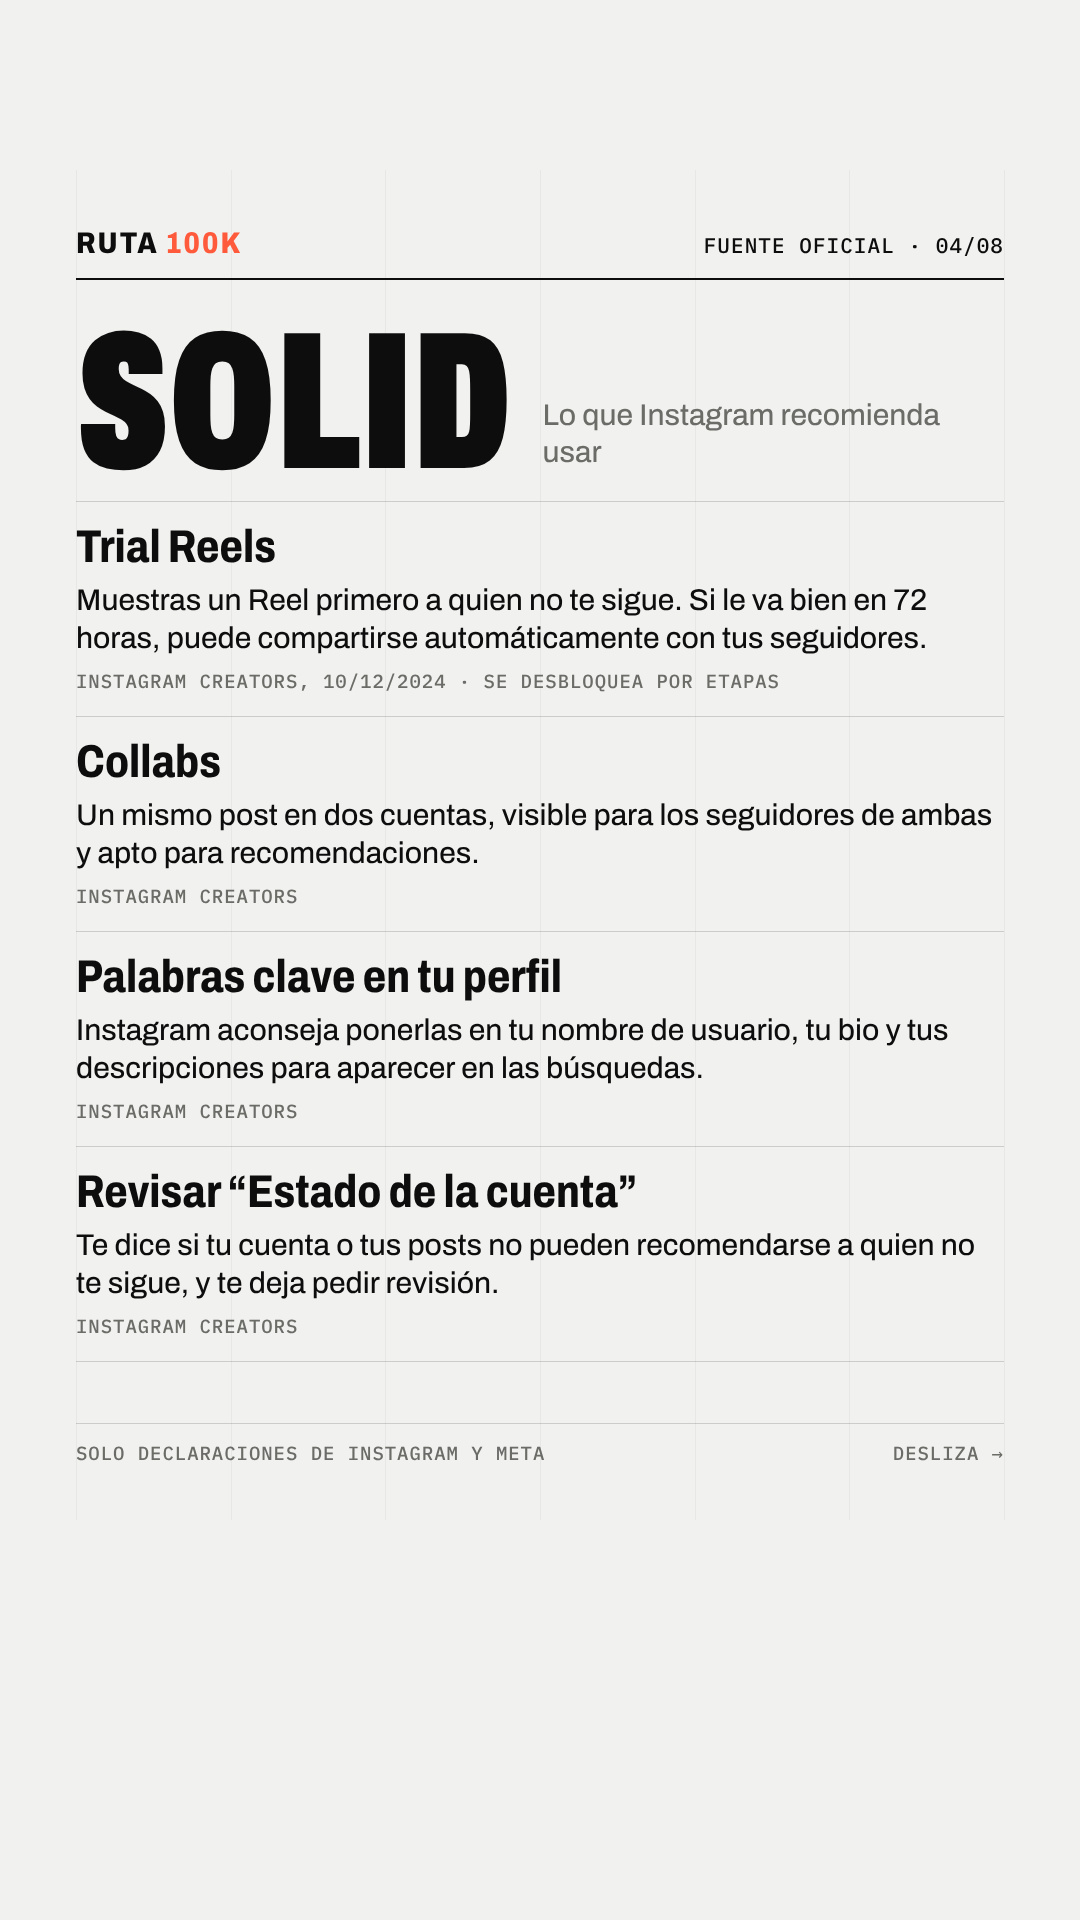 RUTA 100K
FUENTE OFICIAL · 04/08
SOLID
Lo que Instagram recomienda
usar
Trial Reels
Muestras un Reel primero a quien no te sigue. Si le va bien en 72
horas, puede compartirse automáticamente con tus seguidores.
INSTAGRAM CREATORS, 10/12/2024 · SE DESBLOQUEA POR ETAPAS
Collabs
Un mismo post en dos cuentas, visible para los seguidores de ambas
y apto para recomendaciones.
INSTAGRAM CREATORS
Palabras clave en tu perfil
Instagram aconseja ponerlas en tu nombre de usuario, tu bio y tus
descripciones para aparecer en las búsquedas.
INSTAGRAM CREATORS
Revisar “Estado de la cuenta”
Te dice si tu cuenta o tus posts no pueden recomendarse a quien no
te sigue, y te deja pedir revisión.
INSTAGRAM CREATORS
SOLO DECLARACIONES DE INSTAGRAM Y META
DESLIZA →